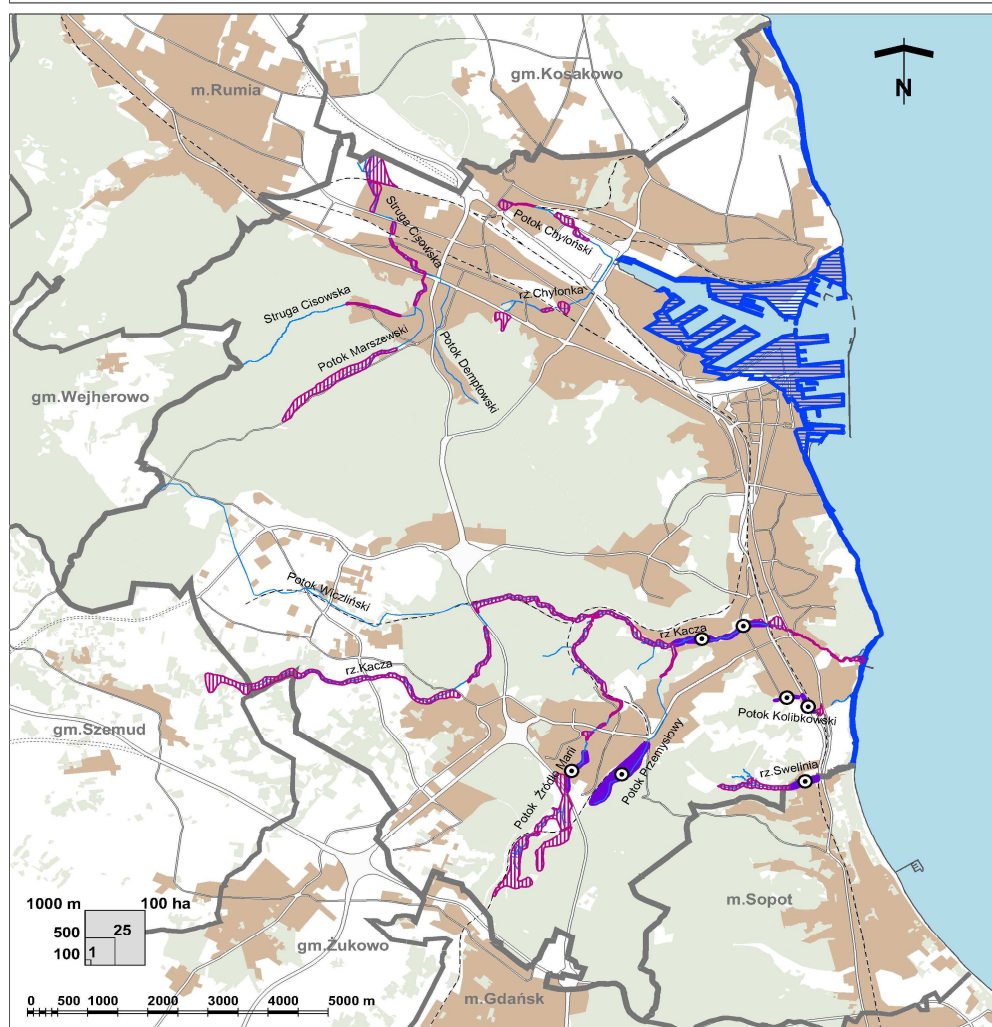 gm.Kosakowo
m.Rumia
N
Struga Cisowska
Potok Chyloński
rz.Chylonka
Struga Cisowska
Potok Marszewski
Potok Demptowski
gm.Wejherowo
Potok Wiczliński
rz.Kacza
rz.Kacza
Potok Kolibkowski
gm.Szemud
Potok Źródło Marii
Potok Przemysłowy
rz.Swelinia
m.Sopot
1000 m 100 ha
500 25
100 1
gm.Żukowo
m.Gdańsk
0 500 1000 2000 3000 4000 5000 m